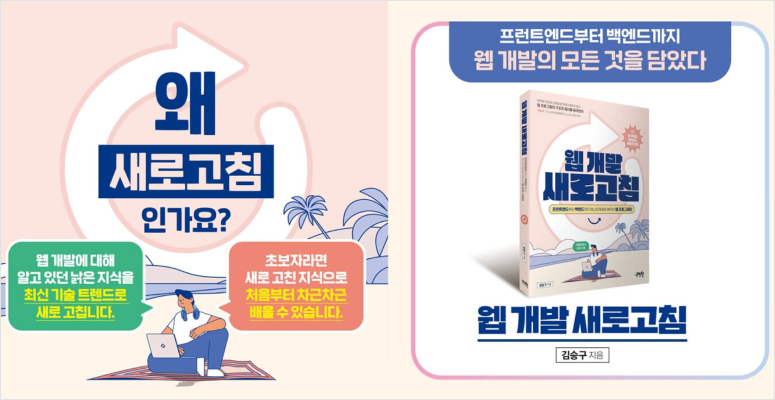 왜
새로고침
인가요?
웹 개발에 대해
알고 있던 낡은 지식을
최신 기술 트렌드로
새로 고칩니다.
초보자라면
새로 고친 지식으로
처음부터 차근차근
배울 수 있습니다.
프런트엔드부터 백엔드까지
웹 개발의 모든 것을 담았다
웹 개발
새로고침
웹 개발 새로고침
김승구 지음